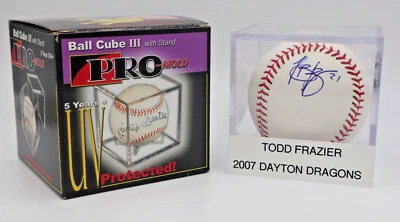 Ball Cube III with Stand
PRO-MOLD
5 Years +
UV
Protected!
TODD FRAZIER
2007 DAYTON DRAGONS